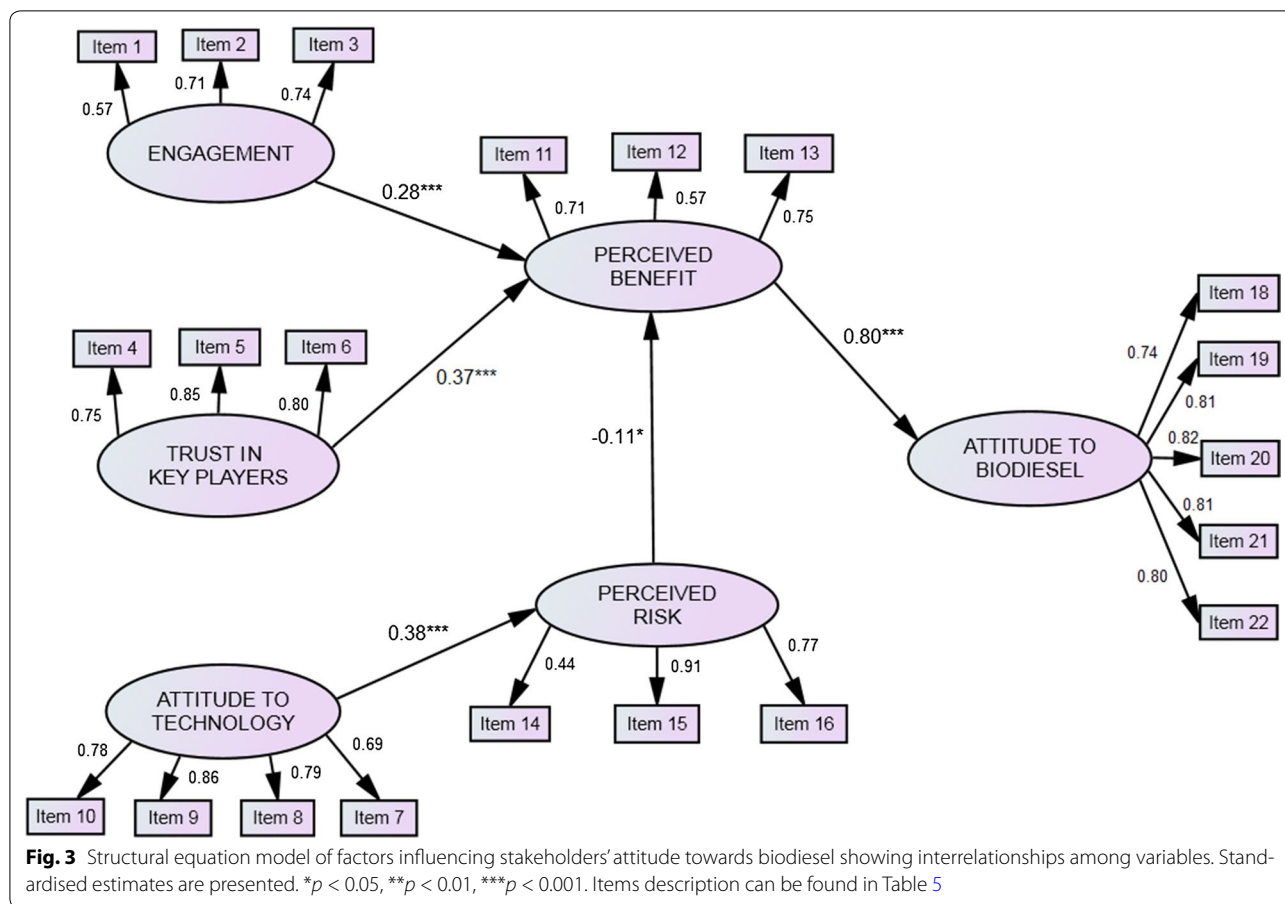 Item 1
Item 2
Item 3
0.57
0.71
0.74
ENGAGEMENT
0.28***
Item 11
Item 12
Item 13
0.71
0.57
0.75
PERCEIVED
BENEFIT
Item 4
Item 5
Item 6
0.75
0.85
0.80
TRUST IN
KEY PLAYERS
0.37***
-0.11*
0.80***
ATTITUDE TO
BIODIESEL
0.74
0.81
0.82
0.81
0.80
Item 18
Item 19
Item 20
Item 21
Item 22
PERCEIVED
RISK
0.44
0.91
0.77
Item 14
Item 15
Item 16
0.38***
ATTITUDE TO
TECHNOLOGY
0.78
0.86
0.79
0.69
Item 10
Item 9
Item 8
Item 7
Fig. 3 Structural equation model of factors influencing stakeholders' attitude towards biodiesel showing interrelationships among variables. Stand-
ardised estimates are presented. *p < 0.05, **p < 0.01, ***p < 0.001. Items description can be found in Table 5